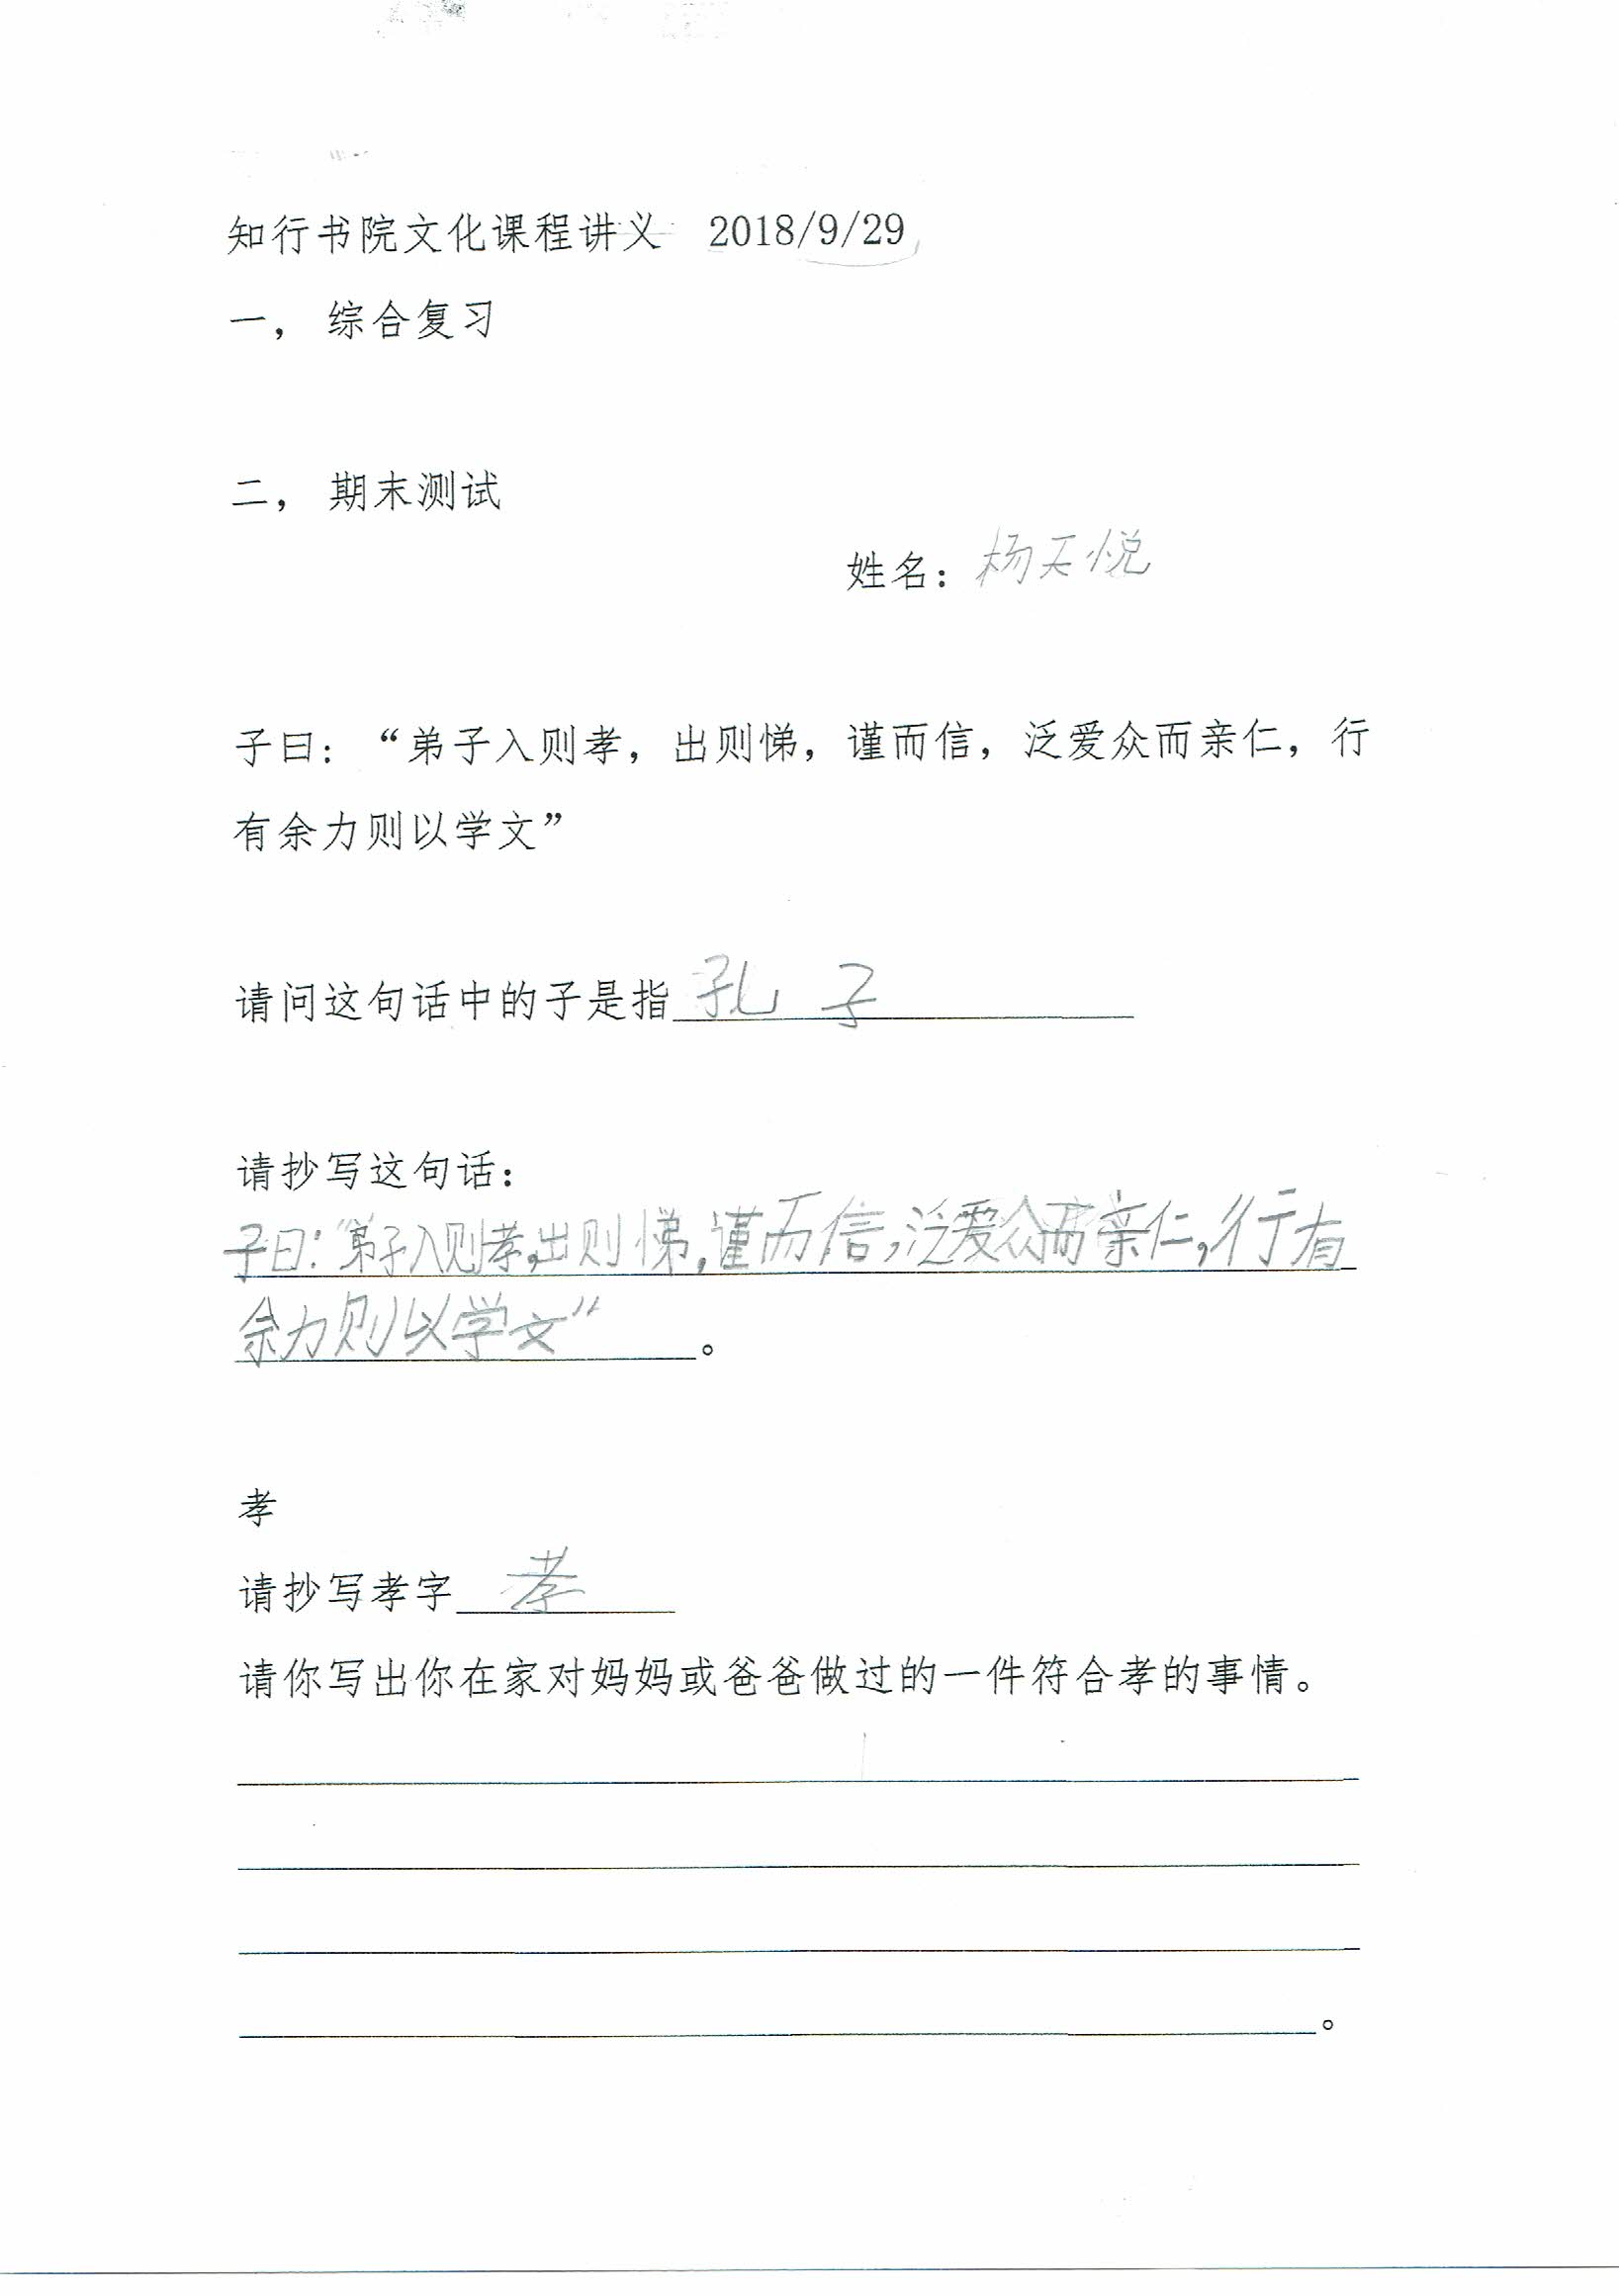 知行书院文化课程讲义 2018/9/29
一， 综合复习
二， 期末测试
姓名：杨天悦
子曰：“弟子入则孝，出则悌，谨而信，泛爱众而亲仁，行
有余力则以学文”
请问这句话中的子是指 孔子
请抄写这句话：
子曰：“弟子入则孝，出则悌，谨而信，泛爱众而亲仁，行有
余力则以学文”。
孝
请抄写孝字 孝
请你写出你在家对妈妈或爸爸做过的一件符合孝的事情。
。